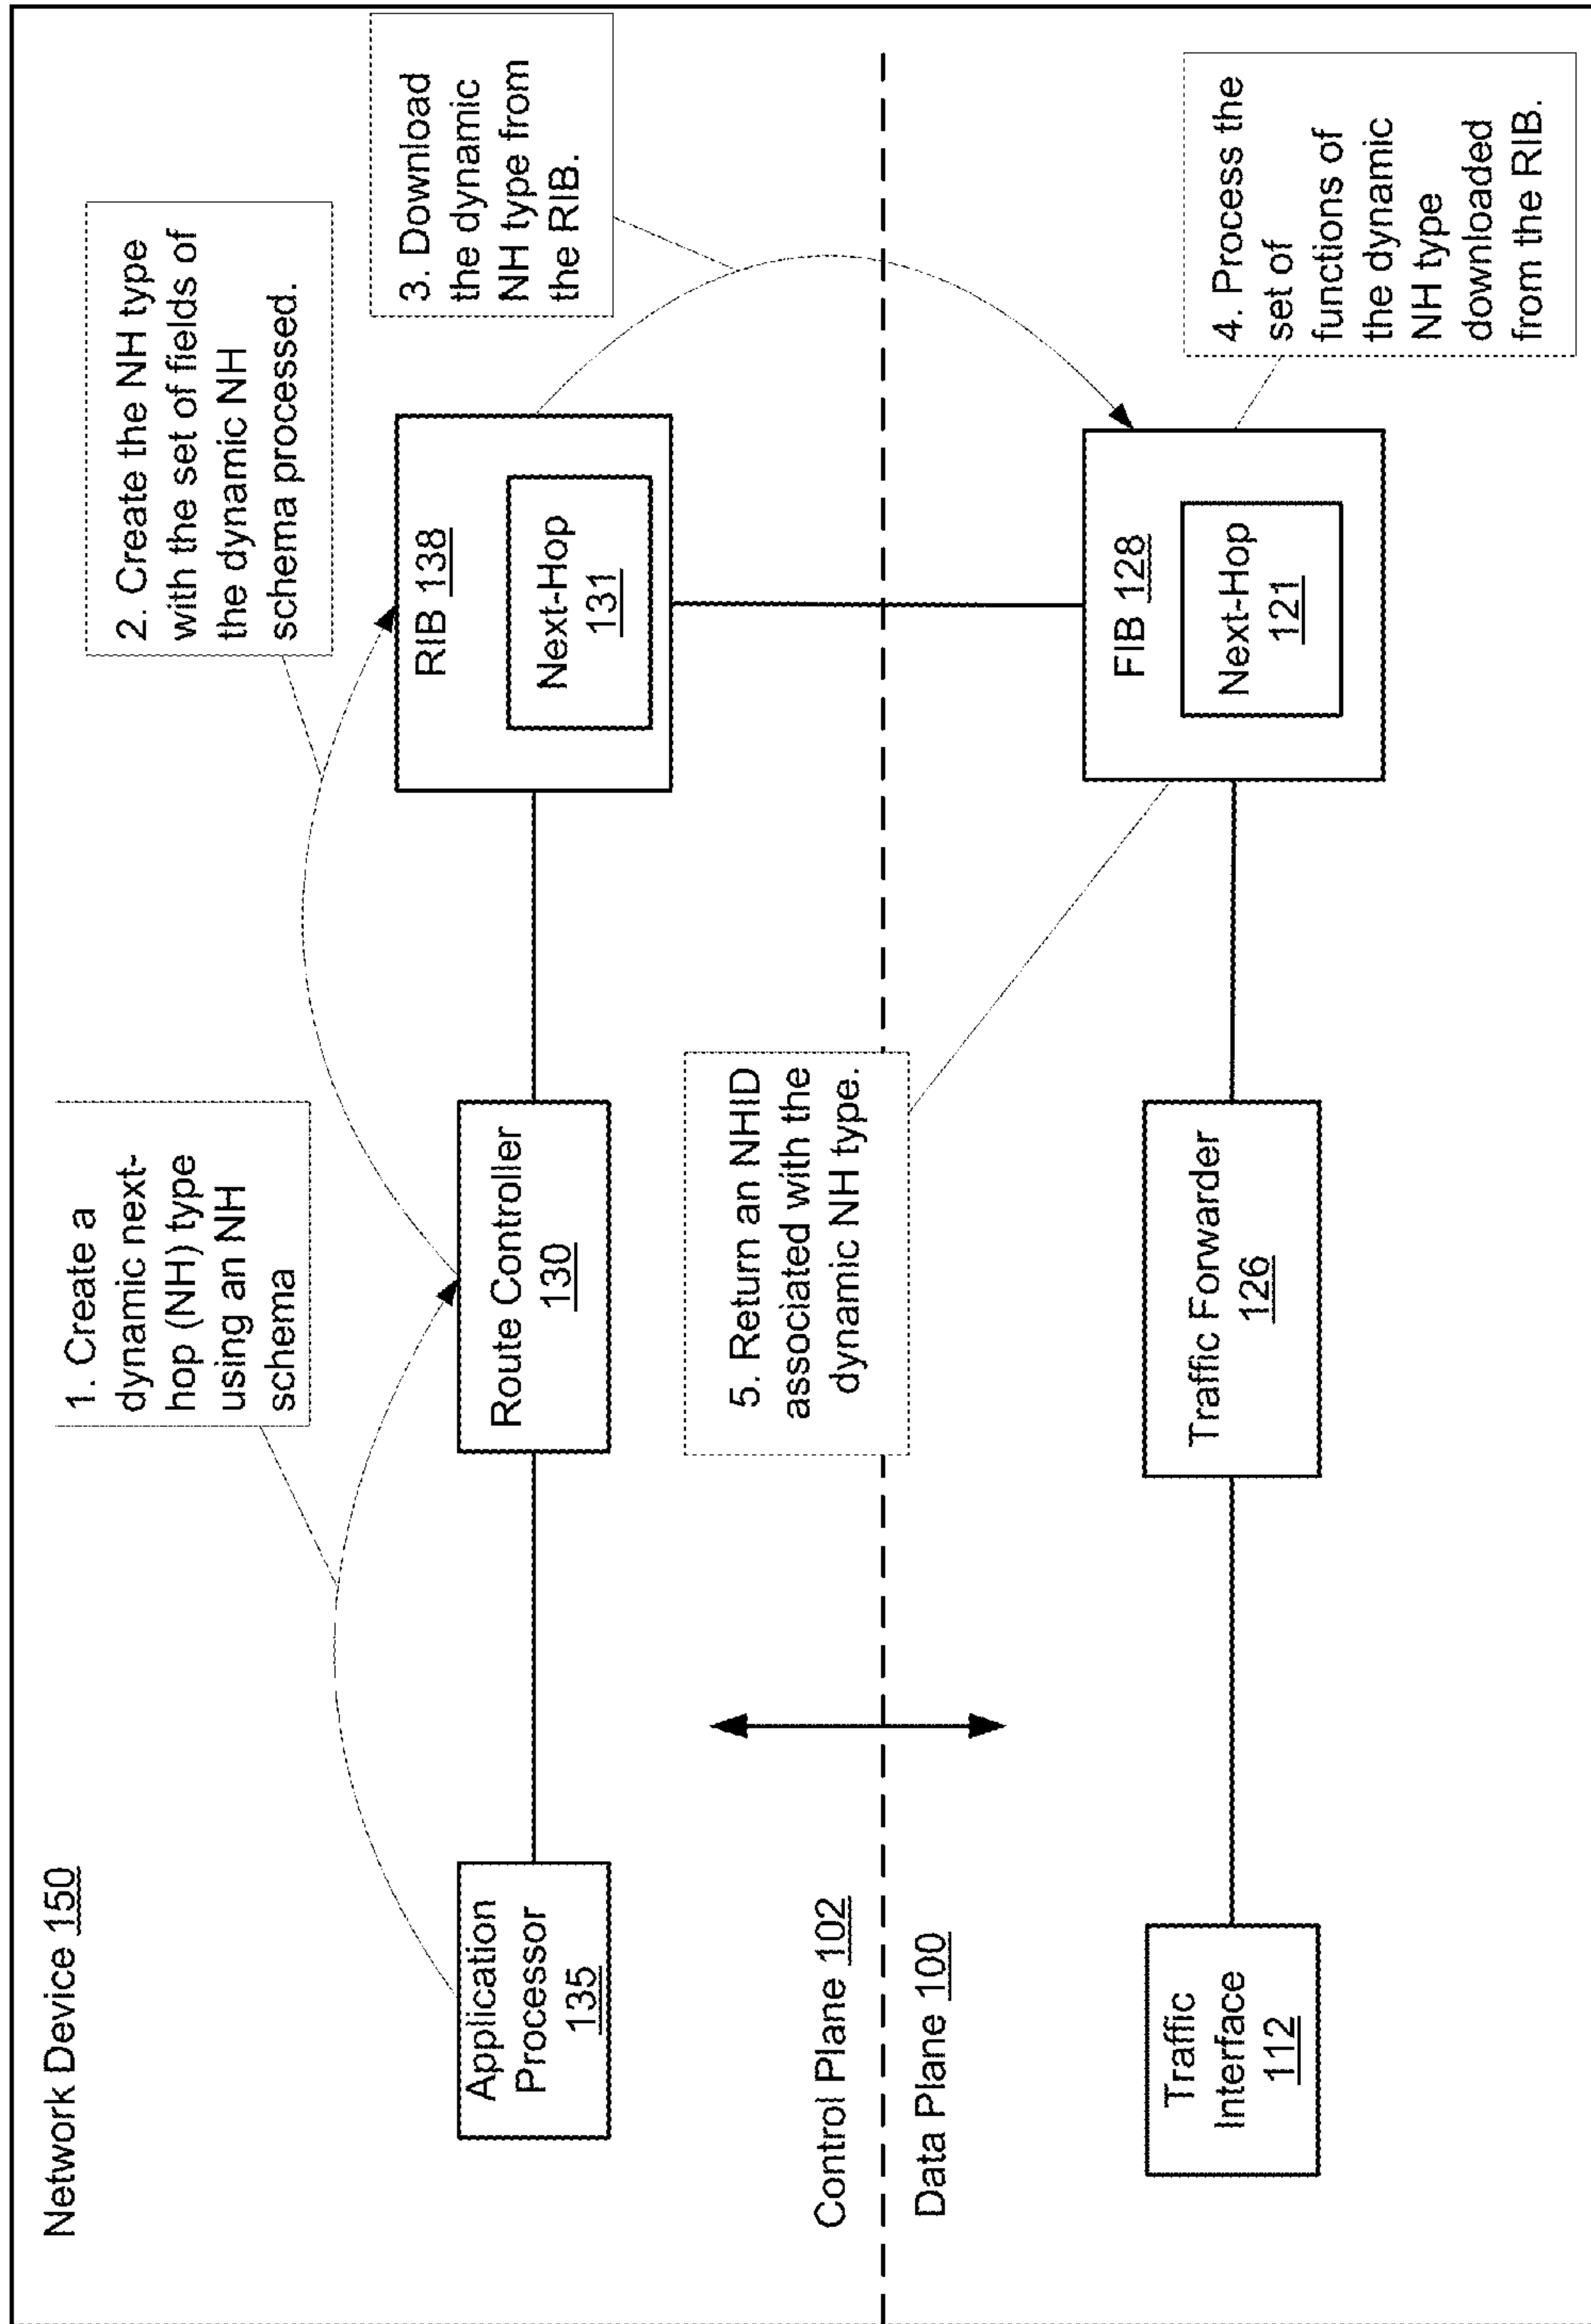 Network Device 150
1. Create a
dynamic next-
hop (NH) type
using an NH
schema
2. Create the NH type
with the set of fields of
the dynamic NH
schema processed.
3. Download
the dynamic
NH type from
the RIB.
Application
Processor
135
Route Controller
130
RIB 138
Next-Hop
131
5. Return an NHID
associated with the
dynamic NH type.
Control Plane 102
Data Plane 100
Traffic
Interface
112
Traffic Forwarder
126
FIB 128
Next-Hop
121
4. Process the
set of
functions of
the dynamic
NH type
downloaded
from the RIB.